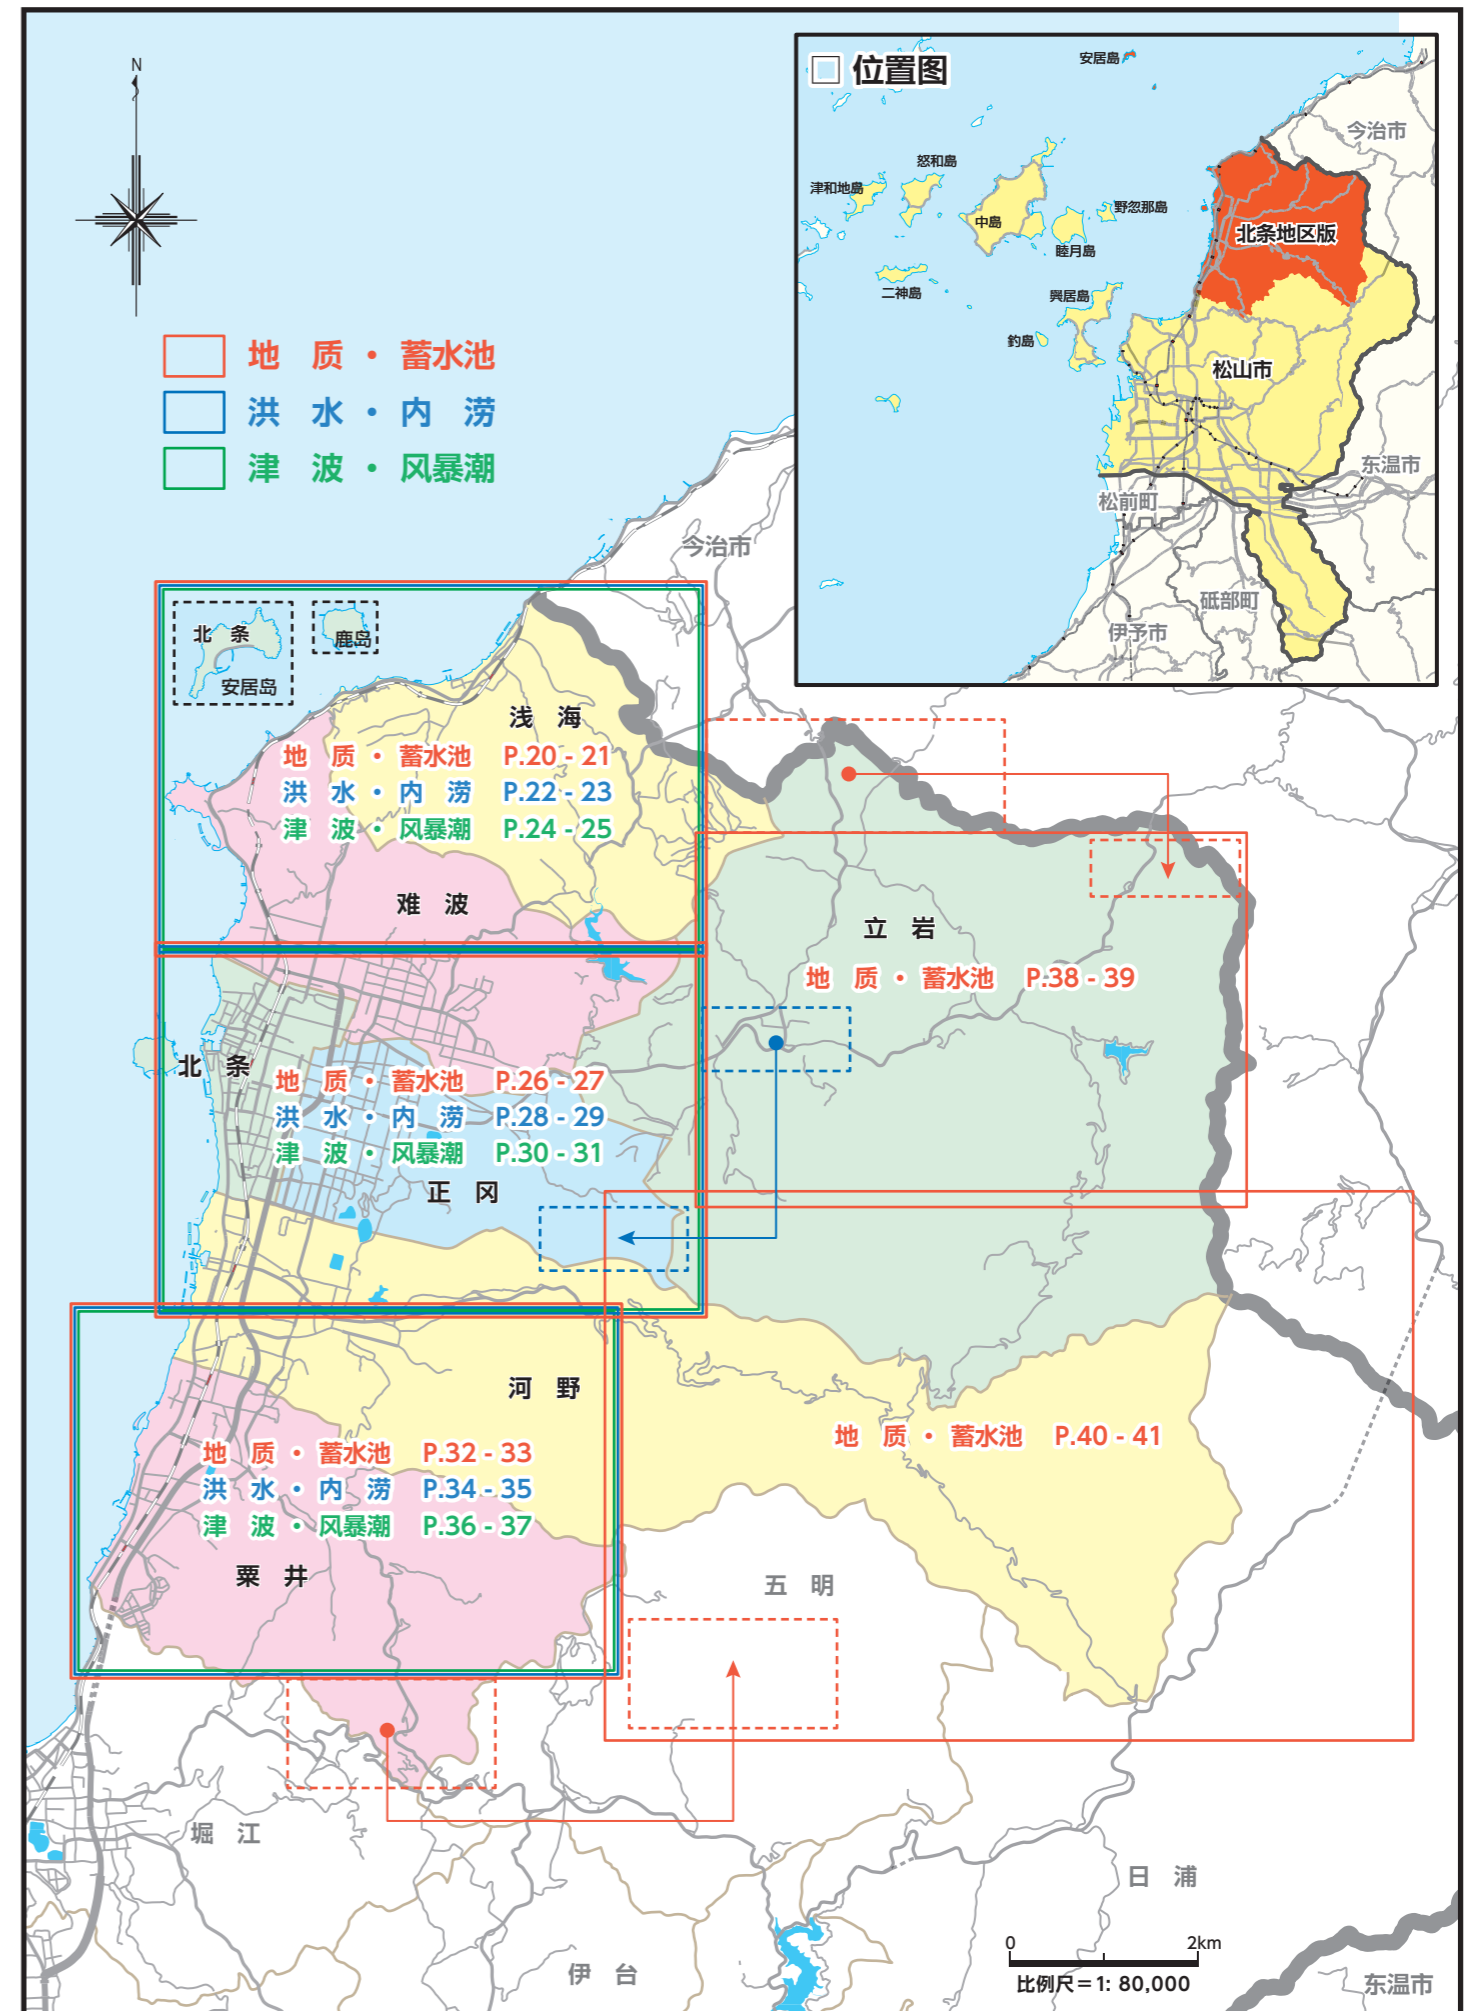 N
地 质 ・ 蓄水池
洪 水 ・ 内 涝
津 波 ・ 风暴潮
位置图
安居岛
今治市
怒和島
津和地島
中島
野忽那島
睦月島
北条地区版
二神島
興居島
釣島
松山市
东温市
松前町
砥部町
伊予市
今治市
北 条
鹿岛
安居岛
浅 海
地 质 ・ 蓄水池 P.20 - 21
洪 水 ・ 内 涝 P.22 - 23
津 波 ・ 风暴潮 P.24 - 25
难 波
立 岩
地 质 ・ 蓄水池 P.38 - 39
北 条
地 质 ・ 蓄水池 P.26 - 27
洪 水 ・ 内 涝 P.28 - 29
津 波 ・ 风暴潮 P.30 - 31
正 冈
河 野
地 质 ・ 蓄水池 P.40 - 41
地 质 ・ 蓄水池 P.32 - 33
洪 水 ・ 内 涝 P.34 - 35
津 波 ・ 风暴潮 P.36 - 37
粟 井
五 明
堀 江
日 浦
伊 台
0 2km
比例尺＝1: 80,000
东温市